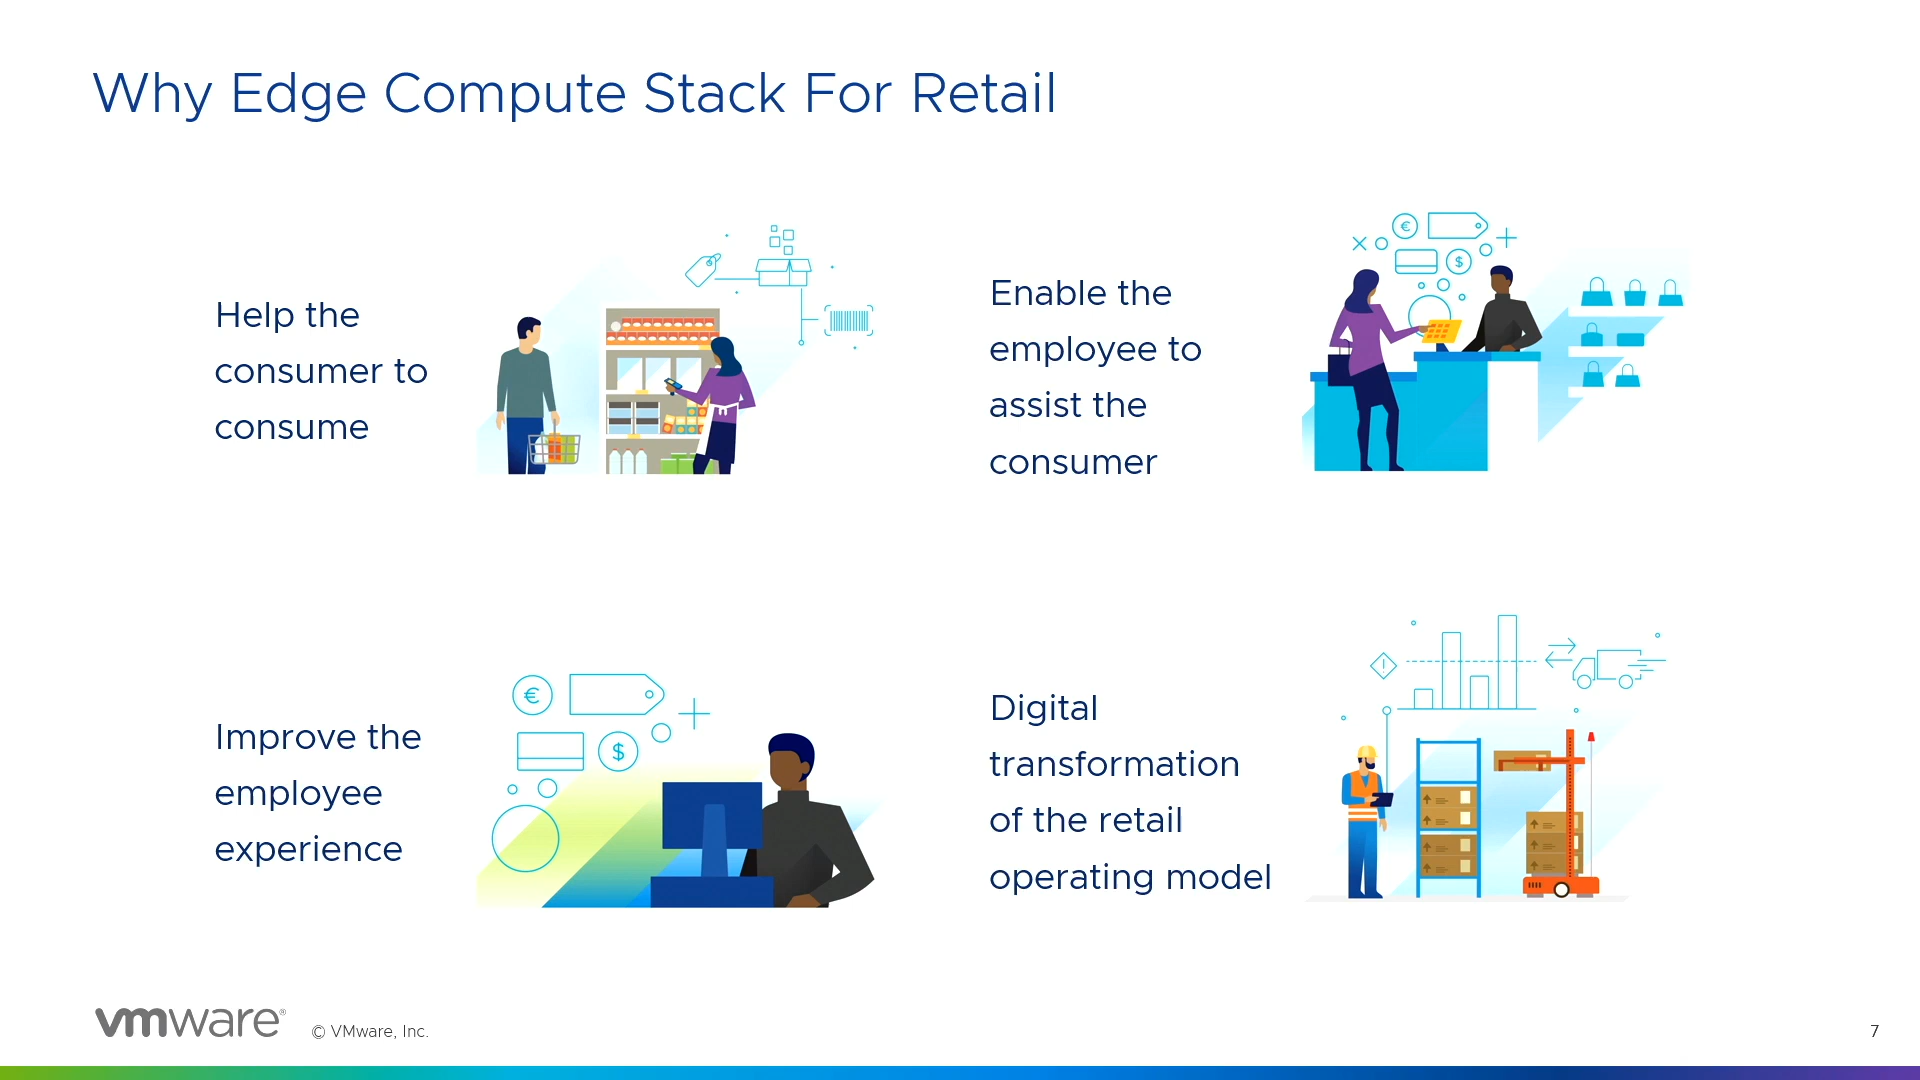 Why Edge Compute Stack For Retail
Help the
consumer to
consume
Enable the
employee to
assist the
consumer
Improve the
employee
experience
Digital
transformation
of the retail
operating model
vmware®
© VMware, Inc.
7